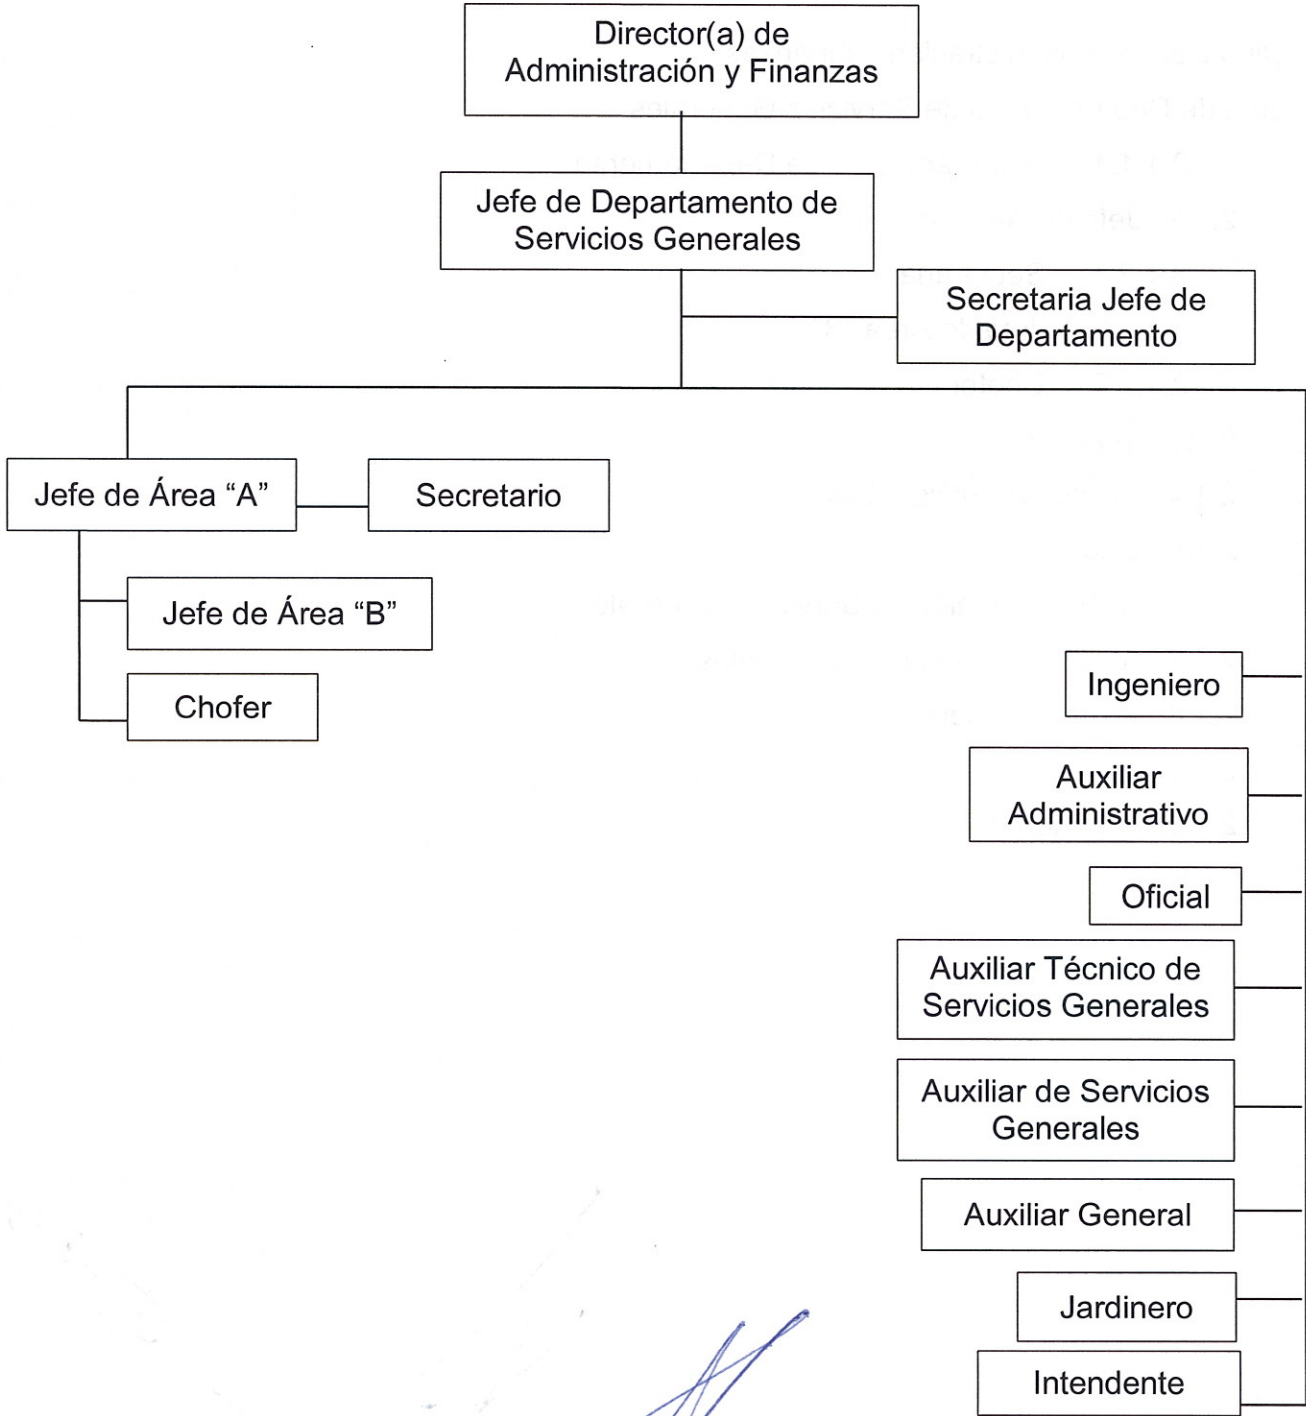 Director(a) de
Administración y Finanzas
Jefe de Departamento de
Servicios Generales
Secretaria Jefe de
Departamento
Jefe de Área “A”
Secretario
Jefe de Área “B”
Chofer
Ingeniero
Auxiliar
Administrativo
Oficial
Auxiliar Técnico de
Servicios Generales
Auxiliar de Servicios
Generales
Auxiliar General
Jardinero
Intendente